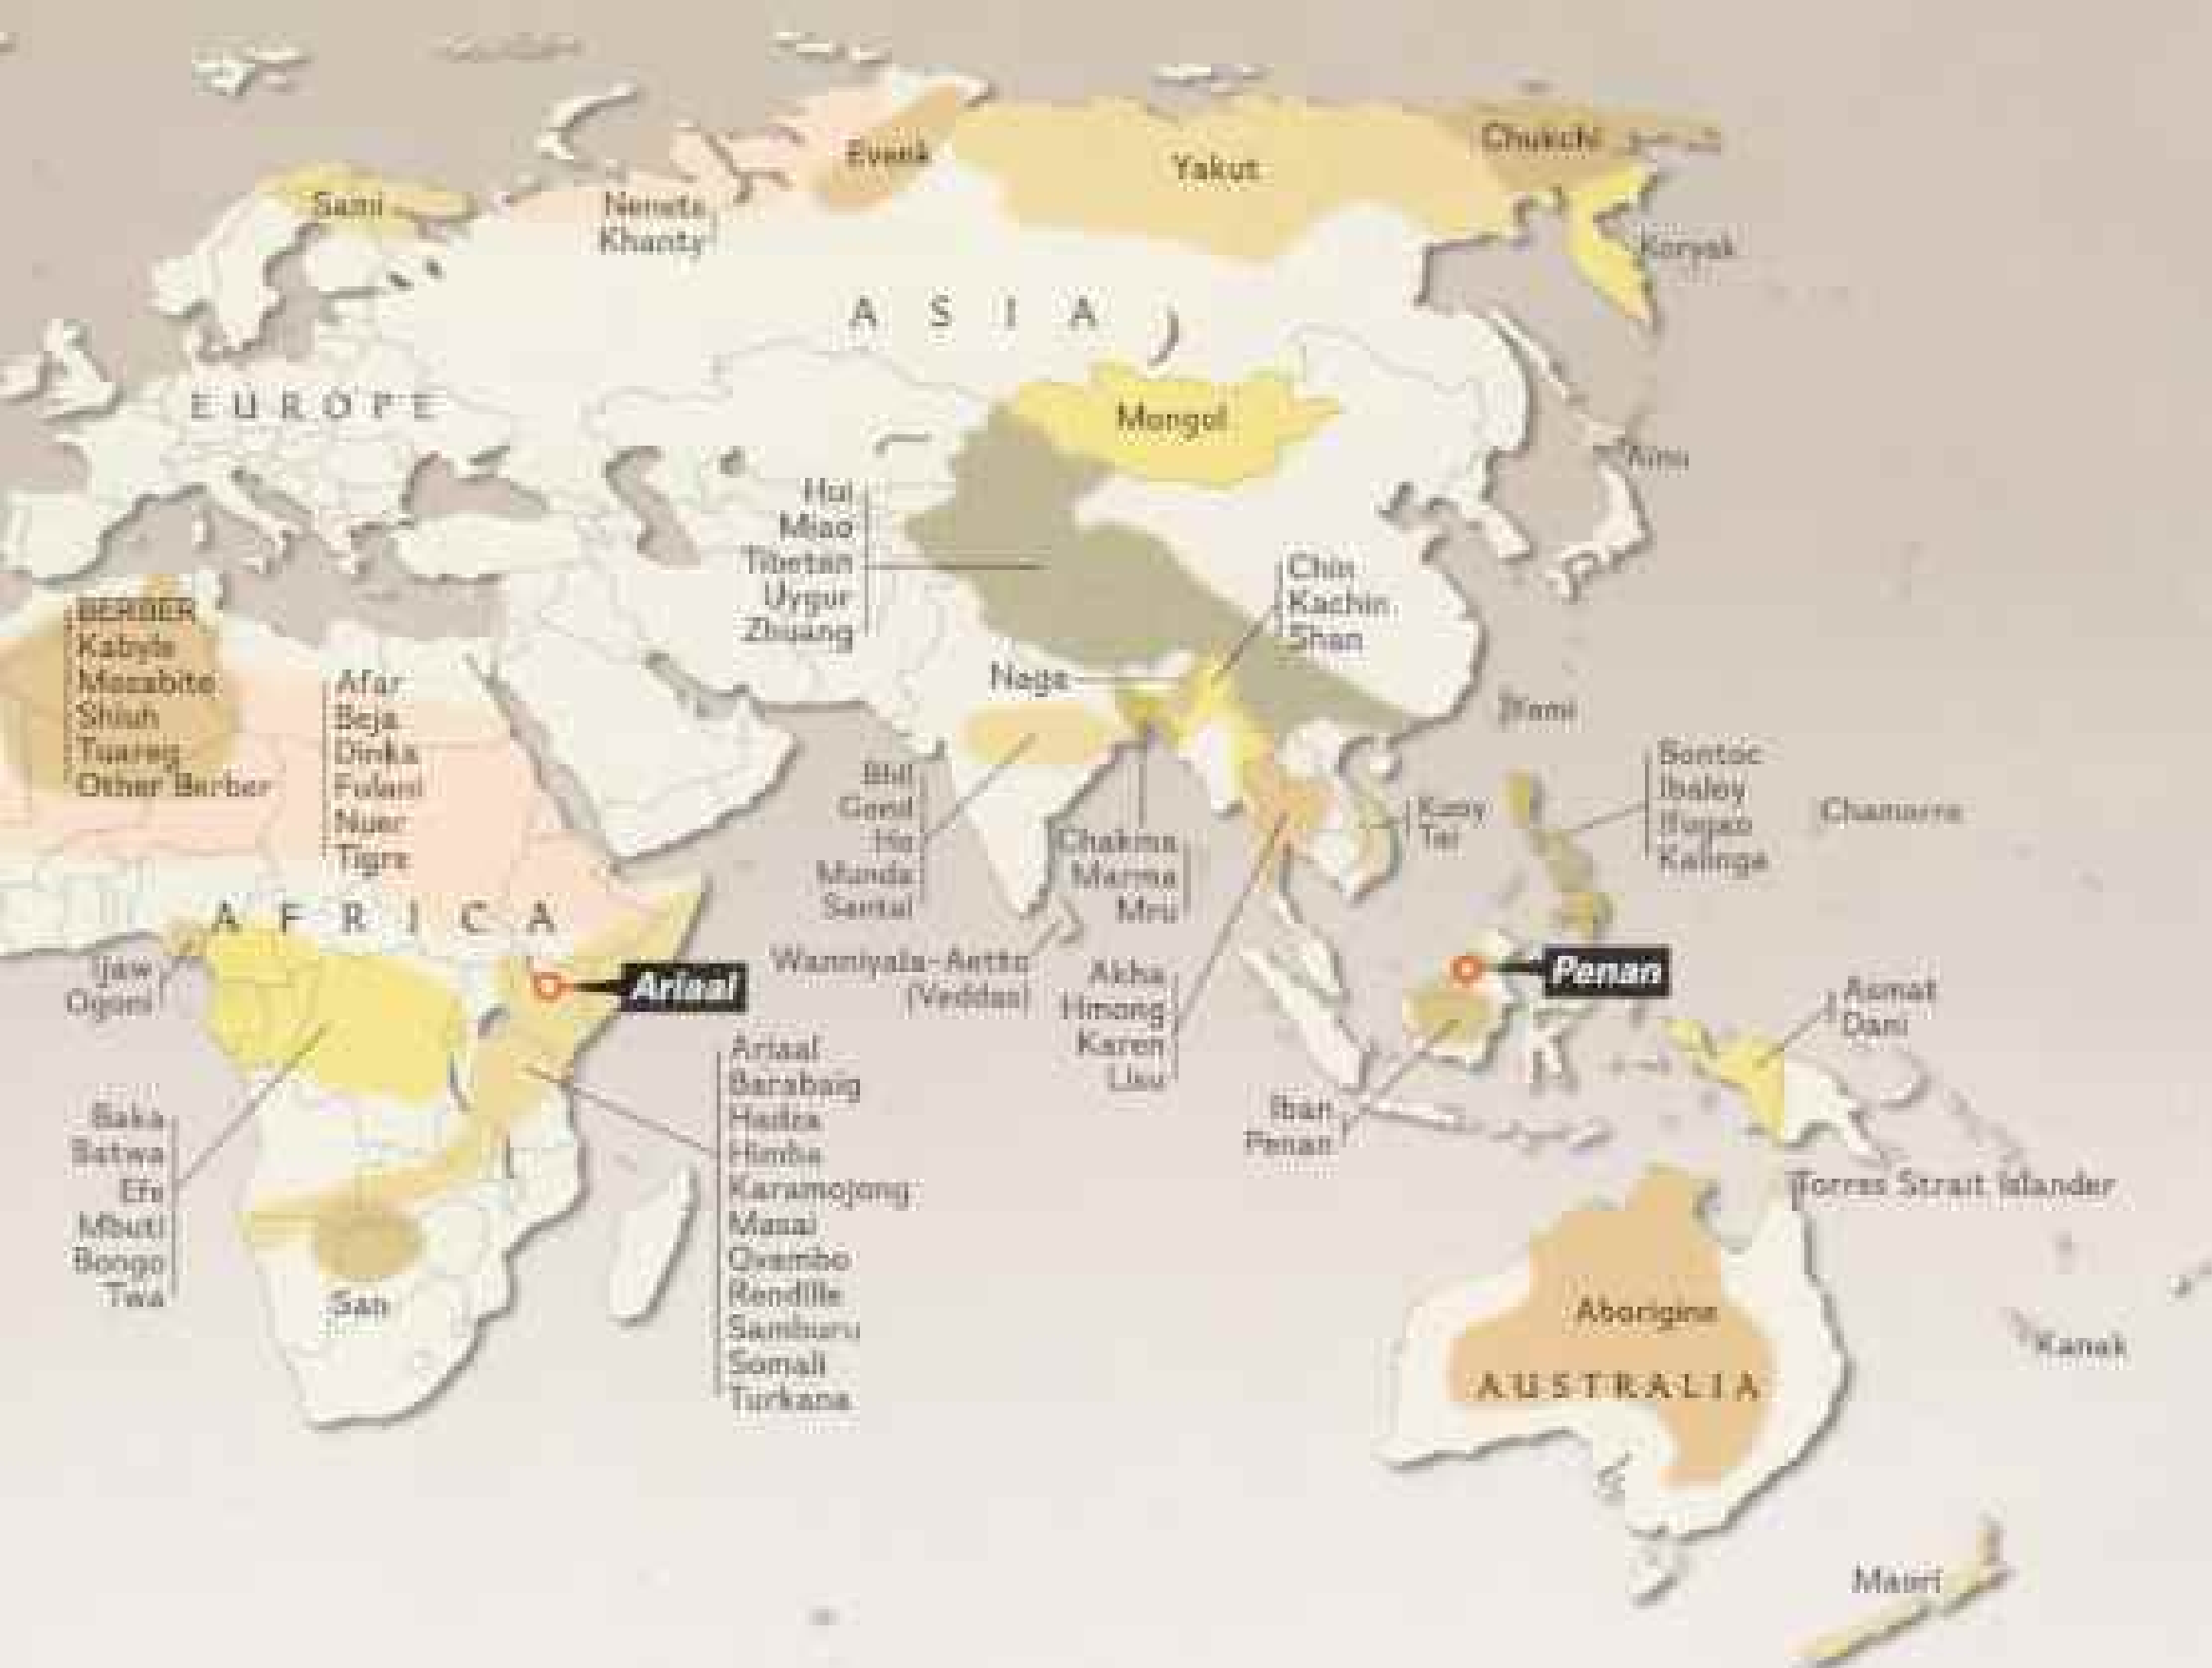 Evenk
Yakut
Chukchi
Sami
Nenets
Khanty
Koryak
ASIA
EUROPE
Mongol
Ainu
Hui
Miao
Tibetan
Uygur
Zhuang
Chin
Kachin
Shan
Naga
BERBER
Kabyle
Mozabite
Shluh
Tuareg
Other Berber
Afar
Beja
Dinka
Fulani
Nuer
Tigre
Yami
Bhil
Gond
Ho
Munda
Santal
Chakma
Marma
Mru
Tai
Bontoc
Ibaloy
Ifugao
Kalinga
Chamorro
AFRICA
Ijaw
Ogoni
Ariaal
Wanniyala-Aetto
(Veddas)
Akha
Hmong
Karen
Lisu
Penan
Asmat
Dani
Ariaal
Barabaig
Hadza
Himba
Karamojong
Masai
Ovambo
Rendille
Samburu
Somali
Turkana
Baka
Batwa
Efe
Mbuti
Bongo
Twa
Iban
Penan
Torres Strait Islander
San
Aborigine
AUSTRALIA
Kanak
Maori